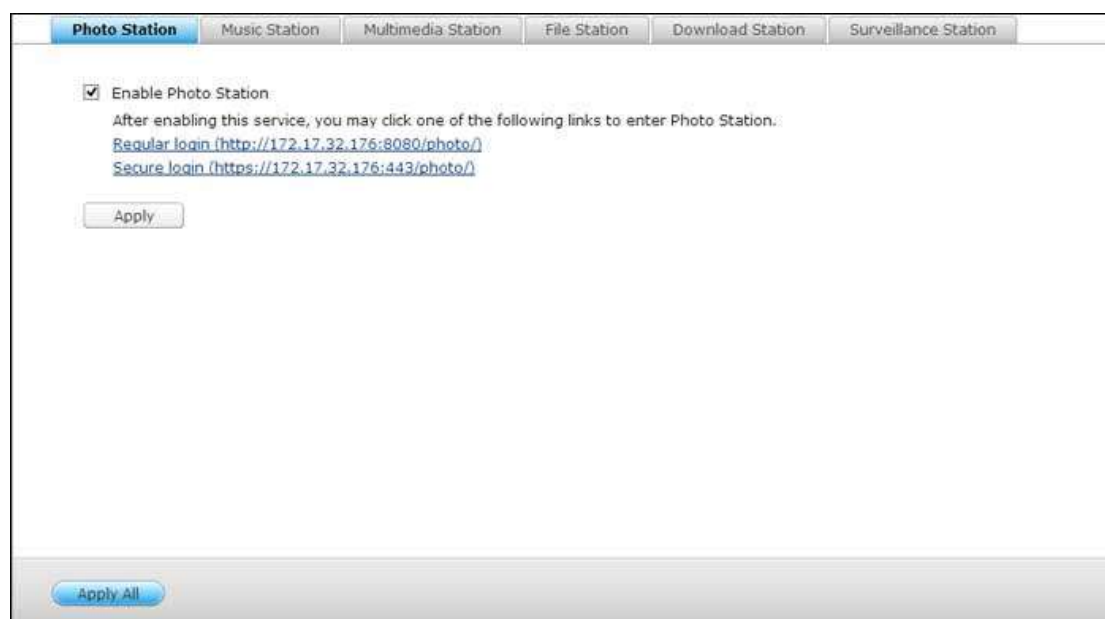 Photo Station Music Station Multimedia Station File Station Download Station Surveillance Station
Enable Photo Station
After enabling this service, you may click one of the following links to enter Photo Station.
Regular login (http://172.17.32.176:8080/photo/)
Secure login (https://172.17.32.176:443/photo/)
Apply
Apply All